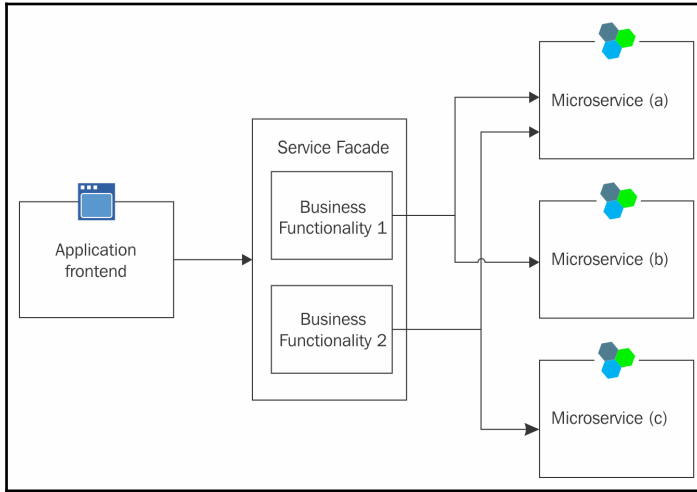 Application
frontend
Service Facade
Business
Functionality 1
Business
Functionality 2
Microservice (a)
Microservice (b)
Microservice (c)